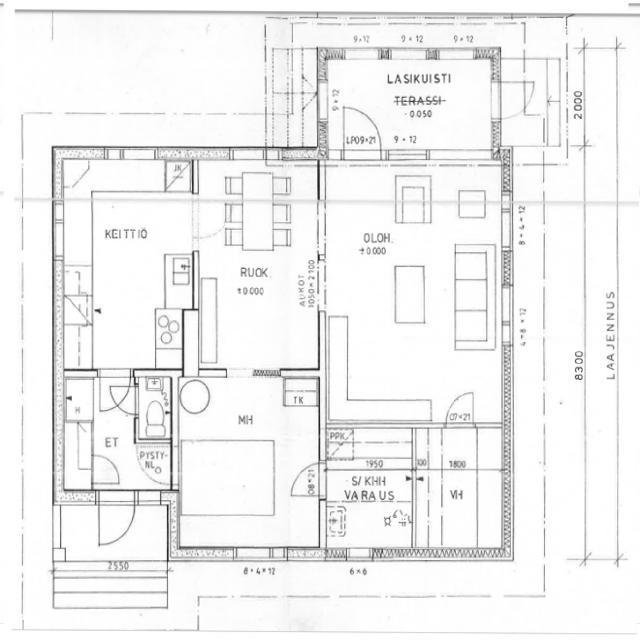 9×12 9×12 9×12
LASIKUISTI
TERASSI
-0.050
9×12
LP09×21
9×12
2 000
JK
KEITTIÖ
OLOH.
±0.000
8-4×12
RUOK.
±0.000
AUKOT
1050×2100
4-8×12
8300
LAAJENNUS
TK
H
MH
07×21
ET
PYSTY-
NL
PPK
1950
100
1800
S/KHH
VARAUS
VH
08×21
2550
8-4×12
6×6